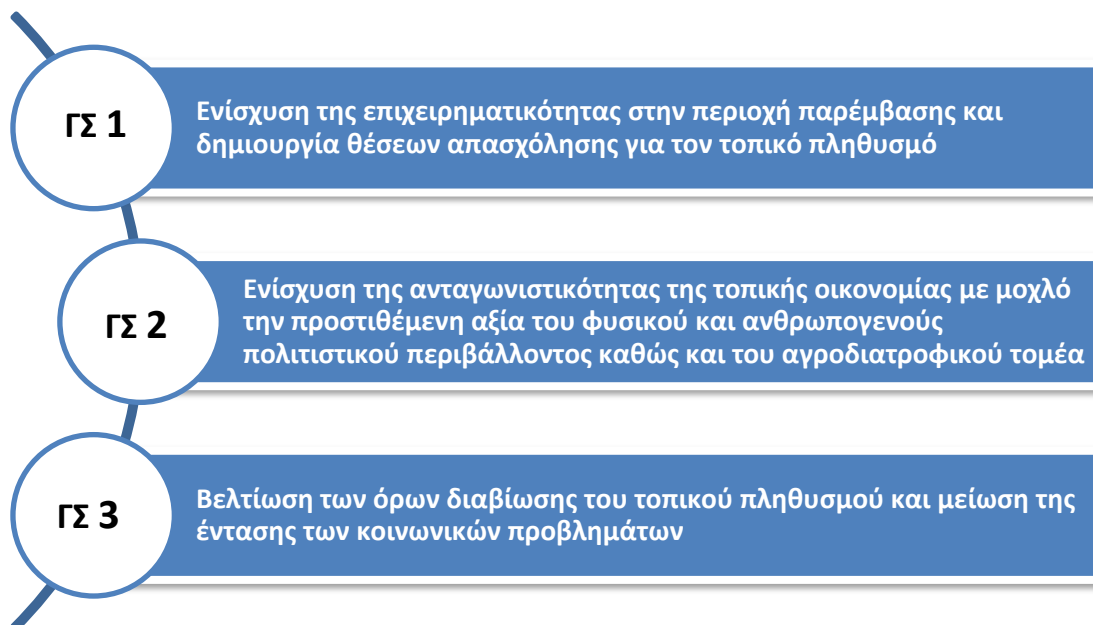 ΓΣ 1
Ενίσχυση της επιχειρηματικότητας στην περιοχή παρέμβασης και
δημιουργία θέσεων απασχόλησης για τον τοπικό πληθυσμό
ΓΣ 2
Ενίσχυση της ανταγωνιστικότητας της τοπικής οικονομίας με μοχλό
την προστιθέμενη αξία του φυσικού και ανθρωπογενούς
πολιτιστικού περιβάλλοντος καθώς και του αγροδιατροφικού τομέα
ΓΣ 3
Βελτίωση των όρων διαβίωσης του τοπικού πληθυσμού και μείωση της
έντασης των κοινωνικών προβλημάτων